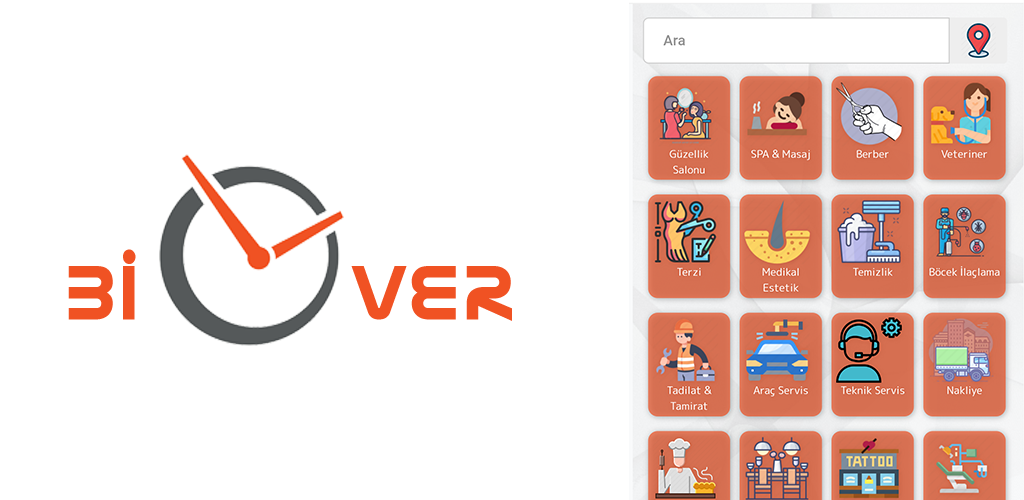 Bi VER
Ara
Güzellik
Salonu
SPA & Masaj
Berber
Veteriner
Terzi
Medikal
Estetik
Temizlik
Böcek İlaçlama
Tadilat &
Tamirat
Araç Servis
Teknik Servis
Nakliye
TATTOO